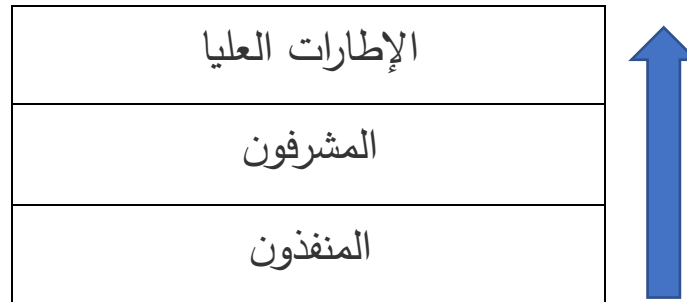 الإطارات العليا
المشرفون
المنفذون